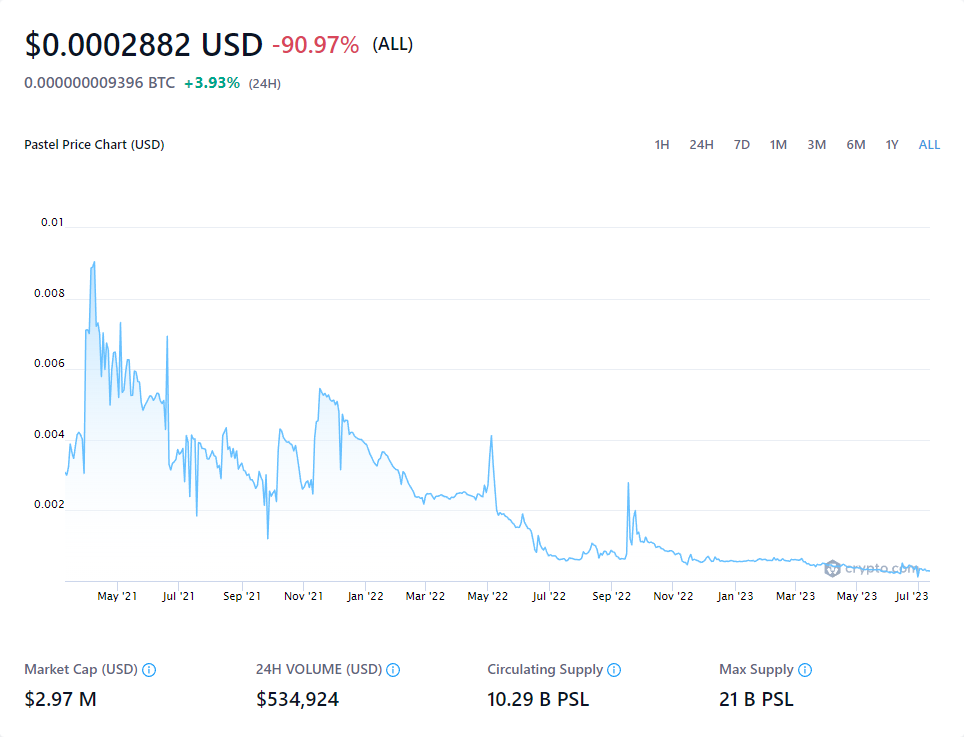 $0.0002882 USD -90.97% (ALL)
0.000000009396 BTC +3.93% (24H)
Pastel Price Chart (USD) 1H 24H 7D 1M 3M 6M 1Y ALL
0.01
0.008
0.006
0.004
0.002
crypto.com
May '21 Jul '21 Sep '21 Nov '21 Jan '22 Mar '22 May '22 Jul '22 Sep '22 Nov '22 Jan '23 Mar '23 May '23 Jul '23
Market Cap (USD) 24H VOLUME (USD) Circulating Supply Max Supply
$2.97 M $534,924 10.29 B PSL 21 B PSL